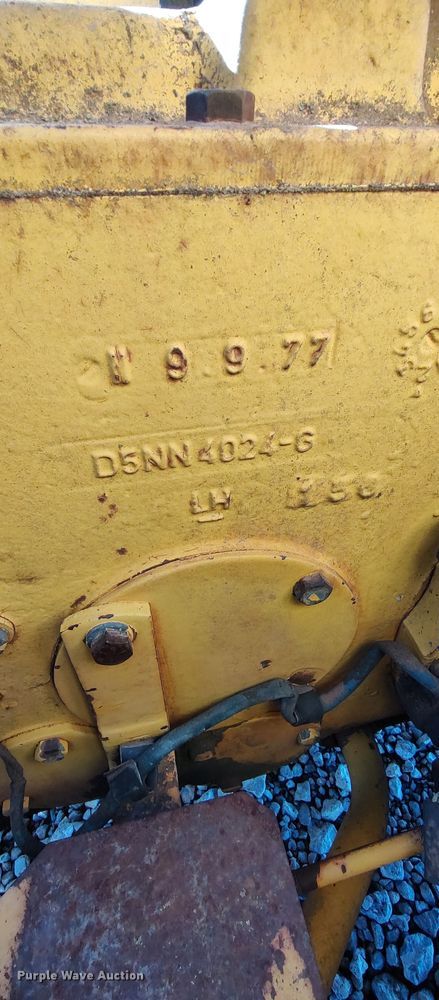 9.9.77
D5NN 4024-G
LH
Purple Wave Auction